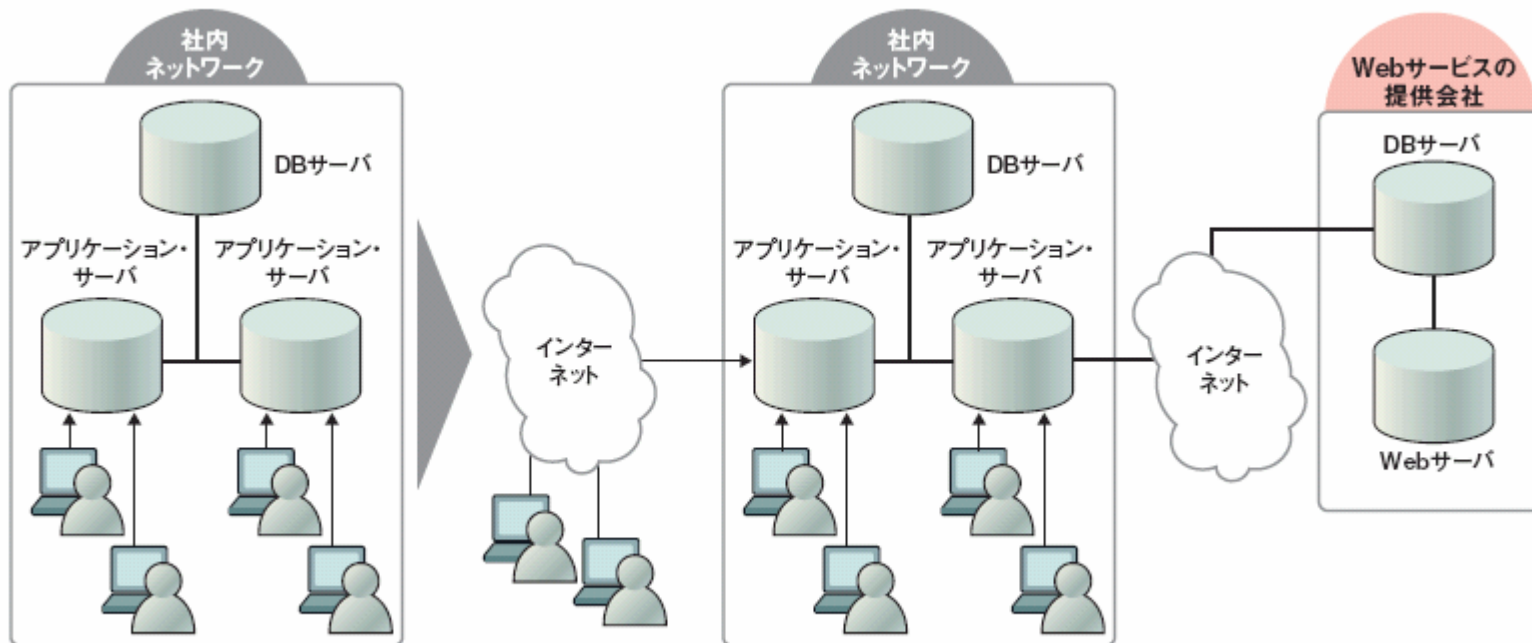 社内
ネットワーク
DBサーバ
アプリケーション・
サーバ
アプリケーション・
サーバ
インター
ネット
社内
ネットワーク
DBサーバ
アプリケーション・
サーバ
アプリケーション・
サーバ
インター
ネット
Webサービスの
提供会社
DBサーバ
Webサーバ